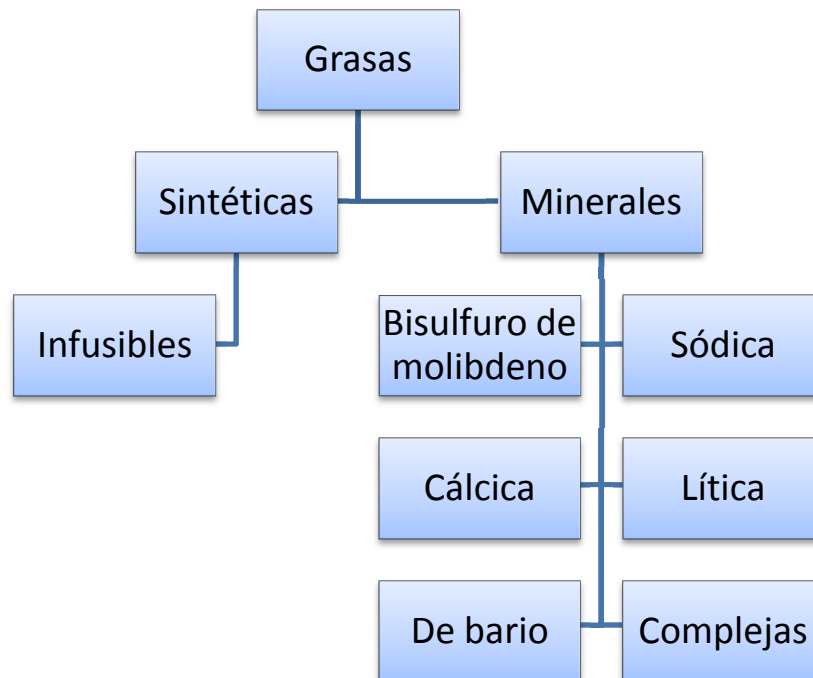 Grasas
Sintéticas
Minerales
Infusibles
Bisulfuro de
molibdeno
Sódica
Cálcica
Lítica
De bario
Complejas